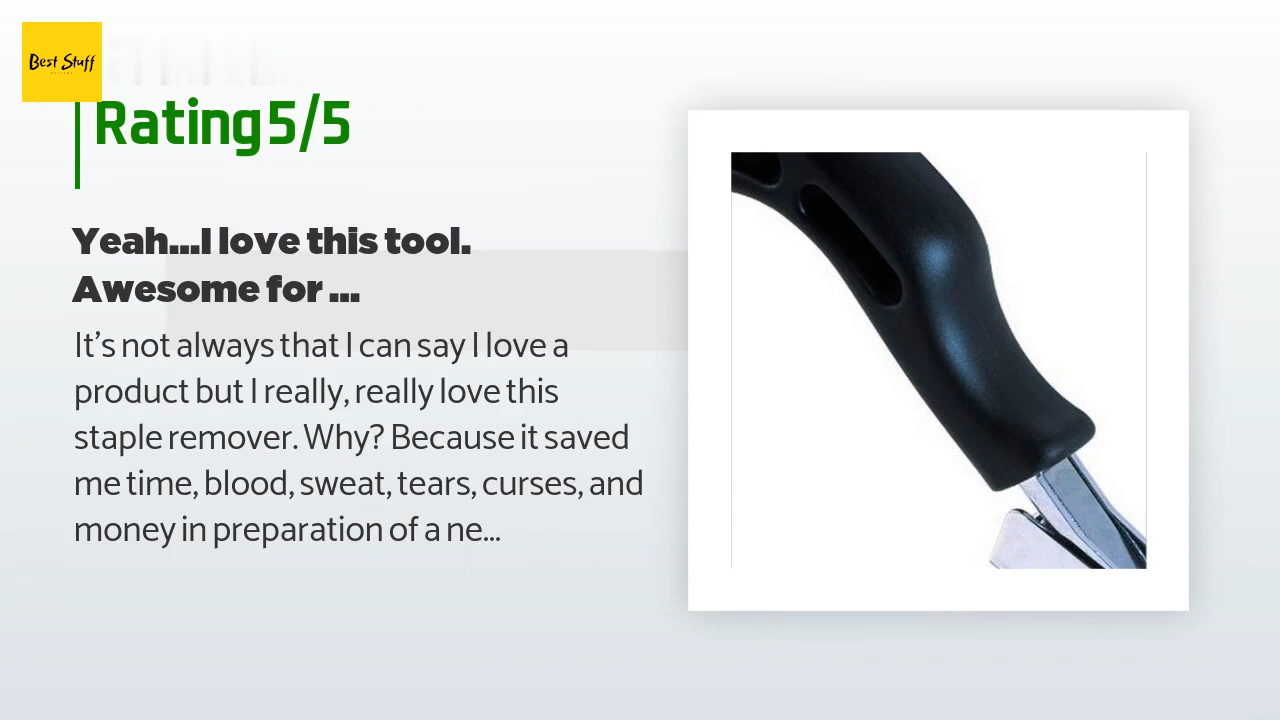 Best Stuff
Rating 5/5
Yeah...I love this tool.
Awesome for ...
It's not always that I can say I love a
product but I really, really love this
staple remover. Why? Because it saved
me time, blood, sweat, tears, curses, and
money in preparation of a ne...